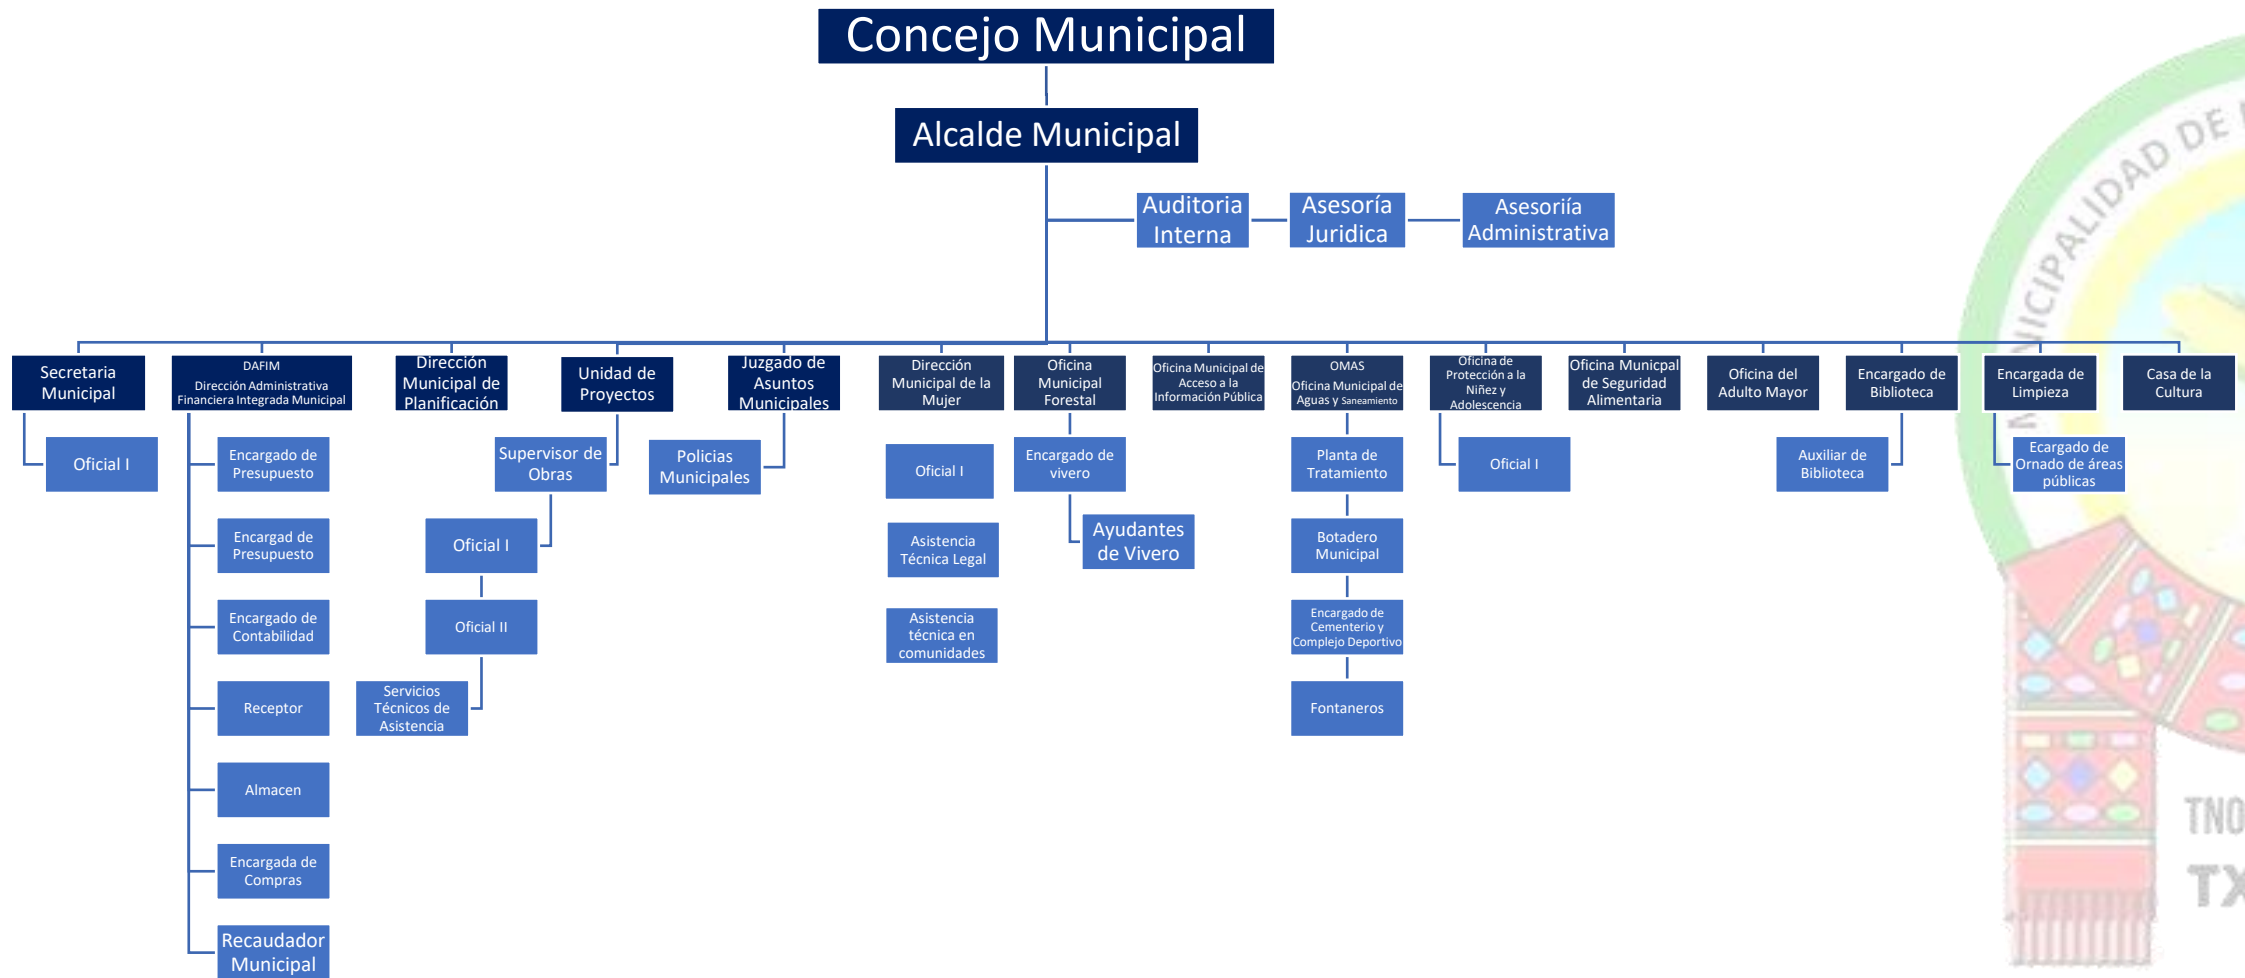 Concejo Municipal
Alcalde Municipal
Auditoria
Interna
Asesoría
Juridica
Asesoriía
Administrativa
Secretaria
Municipal
DAFIM
Dirección Administrativa
Financiera Integrada Municipal
Dirección
Municipal de
Planificación
Unidad de
Proyectos
Juzgado de
Asuntos
Municipales
Dirección
Municipal de la
Mujer
Oficina
Municipal
Forestal
Oficina Municipal de
Acceso a la
Información Pública
OMAS
Oficina Municipal de
Aguas y Saneamiento
Oficina de
Protección a la
Niñez y
Adolescencia
Oficina Municpal
de Seguridad
Alimentaria
Oficina del
Adulto Mayor
Encargado de
Biblioteca
Encargada de
Limpieza
Casa de la
Cultura
Oficial I
Encargado de
Presupuesto
Supervisor de
Obras
Policias
Municipales
Oficial I
Encargado de
vivero
Planta de
Tratamiento
Oficial I
Auxiliar de
Biblioteca
Ecargado de
Ornado de áreas
públicas
Encargad de
Presupuesto
Oficial I
Asistencia
Técnica Legal
Ayudantes
de Vivero
Botadero
Municipal
Encargado de
Contabilidad
Oficial II
Asistencia
técnica en
comunidades
Encargado de
Cementerio y
Complejo Deportivo
Receptor
Servicios
Técnicos de
Asistencia
Fontaneros
Almacen
Encargada de
Compras
Recaudador
Municipal
MUNICIPALIDAD DE
TNO
TX